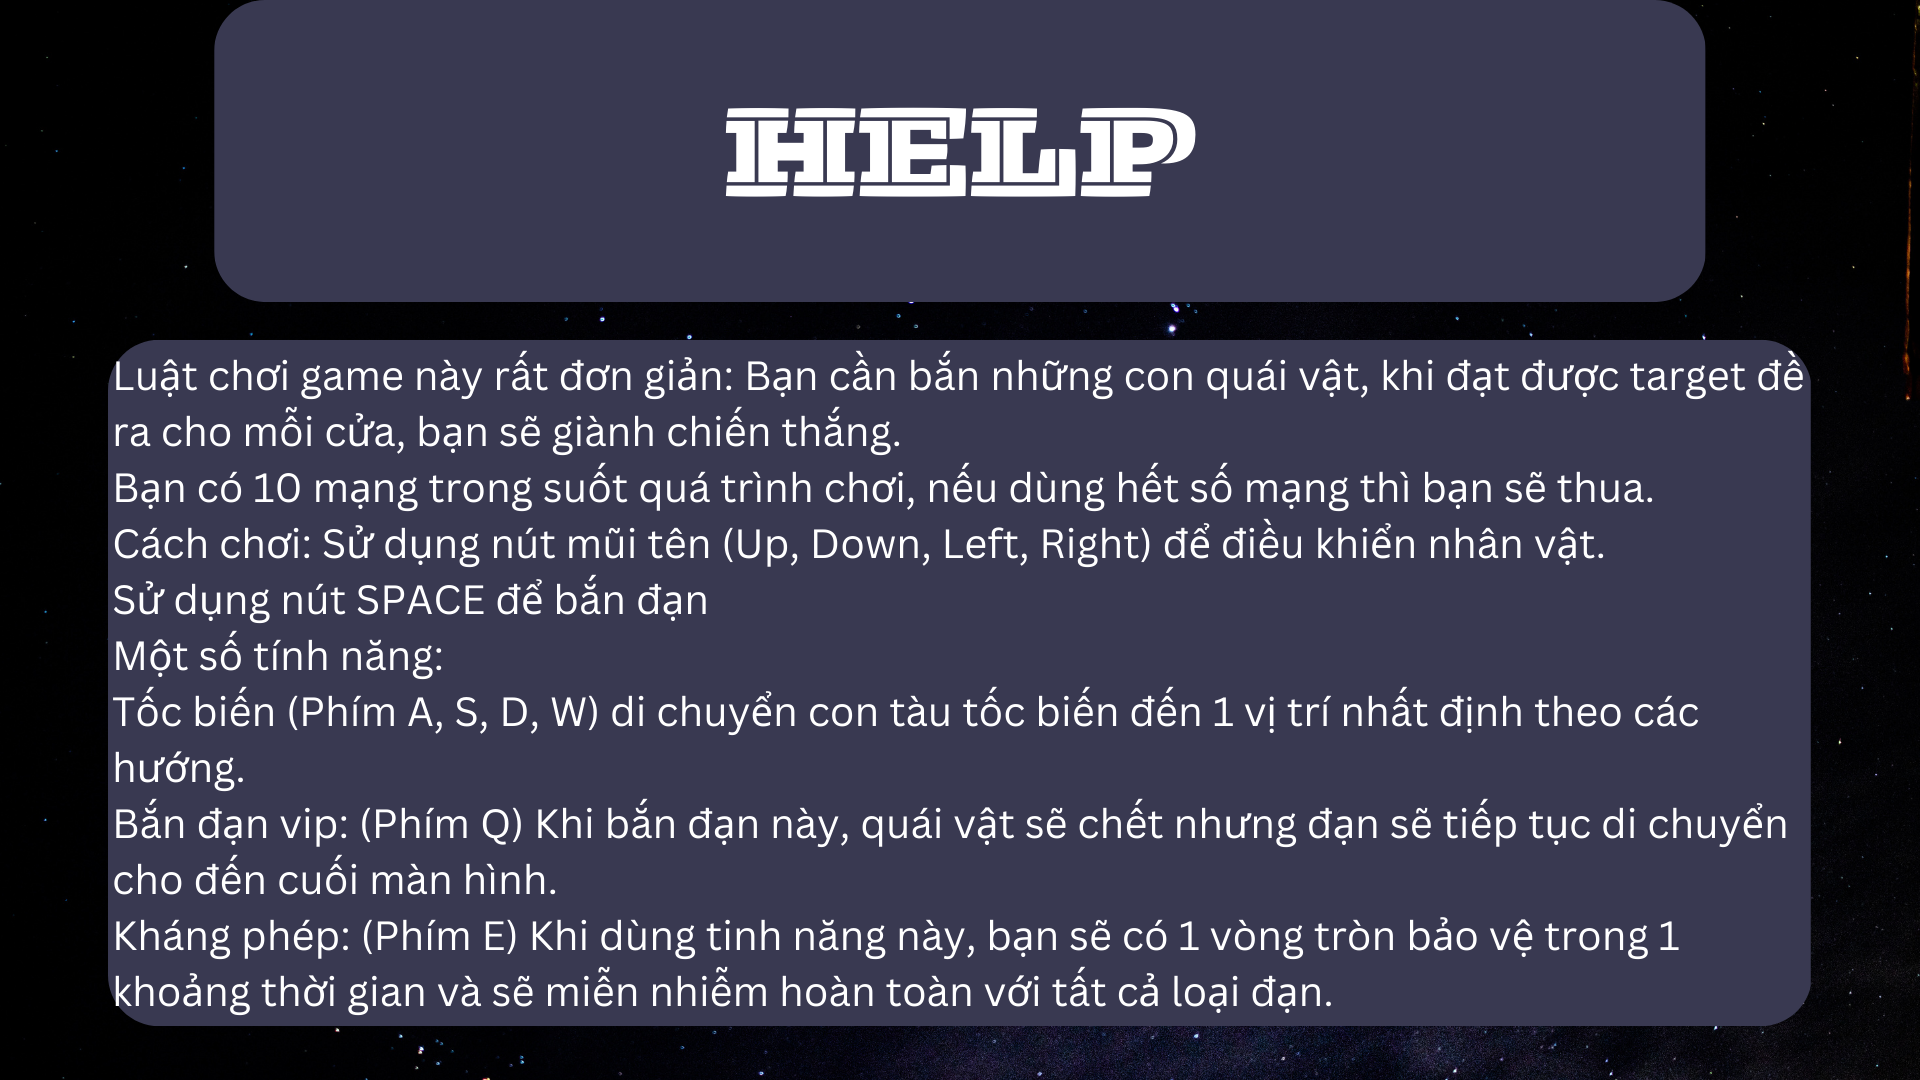 HELP
Luật chơi game này rất đơn giản: Bạn cần bắn những con quái vật, khi đạt được target đề
ra cho mỗi cửa, bạn sẽ giành chiến thắng.
Bạn có 10 mạng trong suốt quá trình chơi, nếu dùng hết số mạng thì bạn sẽ thua.
Cách chơi: Sử dụng nút mũi tên (Up, Down, Left, Right) để điều khiển nhân vật.
Sử dụng nút SPACE để bắn đạn
Một số tính năng:
Tốc biến (Phím A, S, D, W) di chuyển con tàu tốc biến đến 1 vị trí nhất định theo các
hướng.
Bắn đạn vip: (Phím Q) Khi bắn đạn này, quái vật sẽ chết nhưng đạn sẽ tiếp tục di chuyển
cho đến cuối màn hình.
Kháng phép: (Phím E) Khi dùng tinh năng này, bạn sẽ có 1 vòng tròn bảo vệ trong 1
khoảng thời gian và sẽ miễn nhiễm hoàn toàn với tất cả loại đạn.